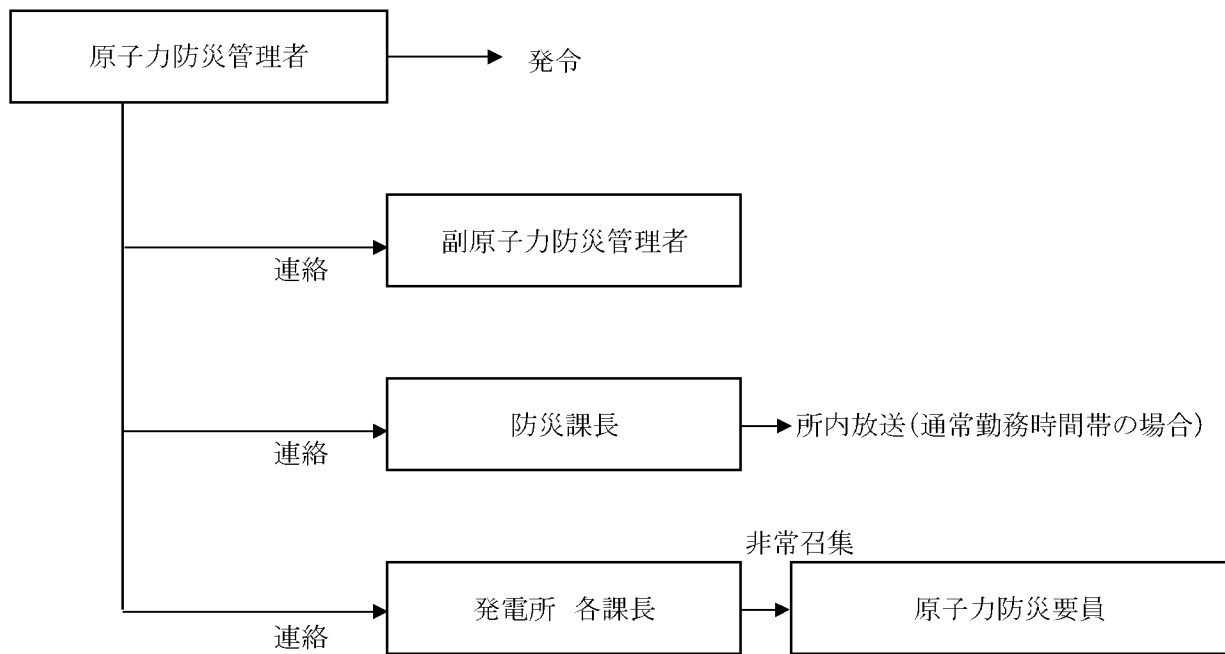 原子力防災管理者
発令
副原子力防災管理者
連絡
防災課長
所内放送(通常勤務時間帯の場合)
連絡
非常召集
発電所 各課長
原子力防災要員
連絡